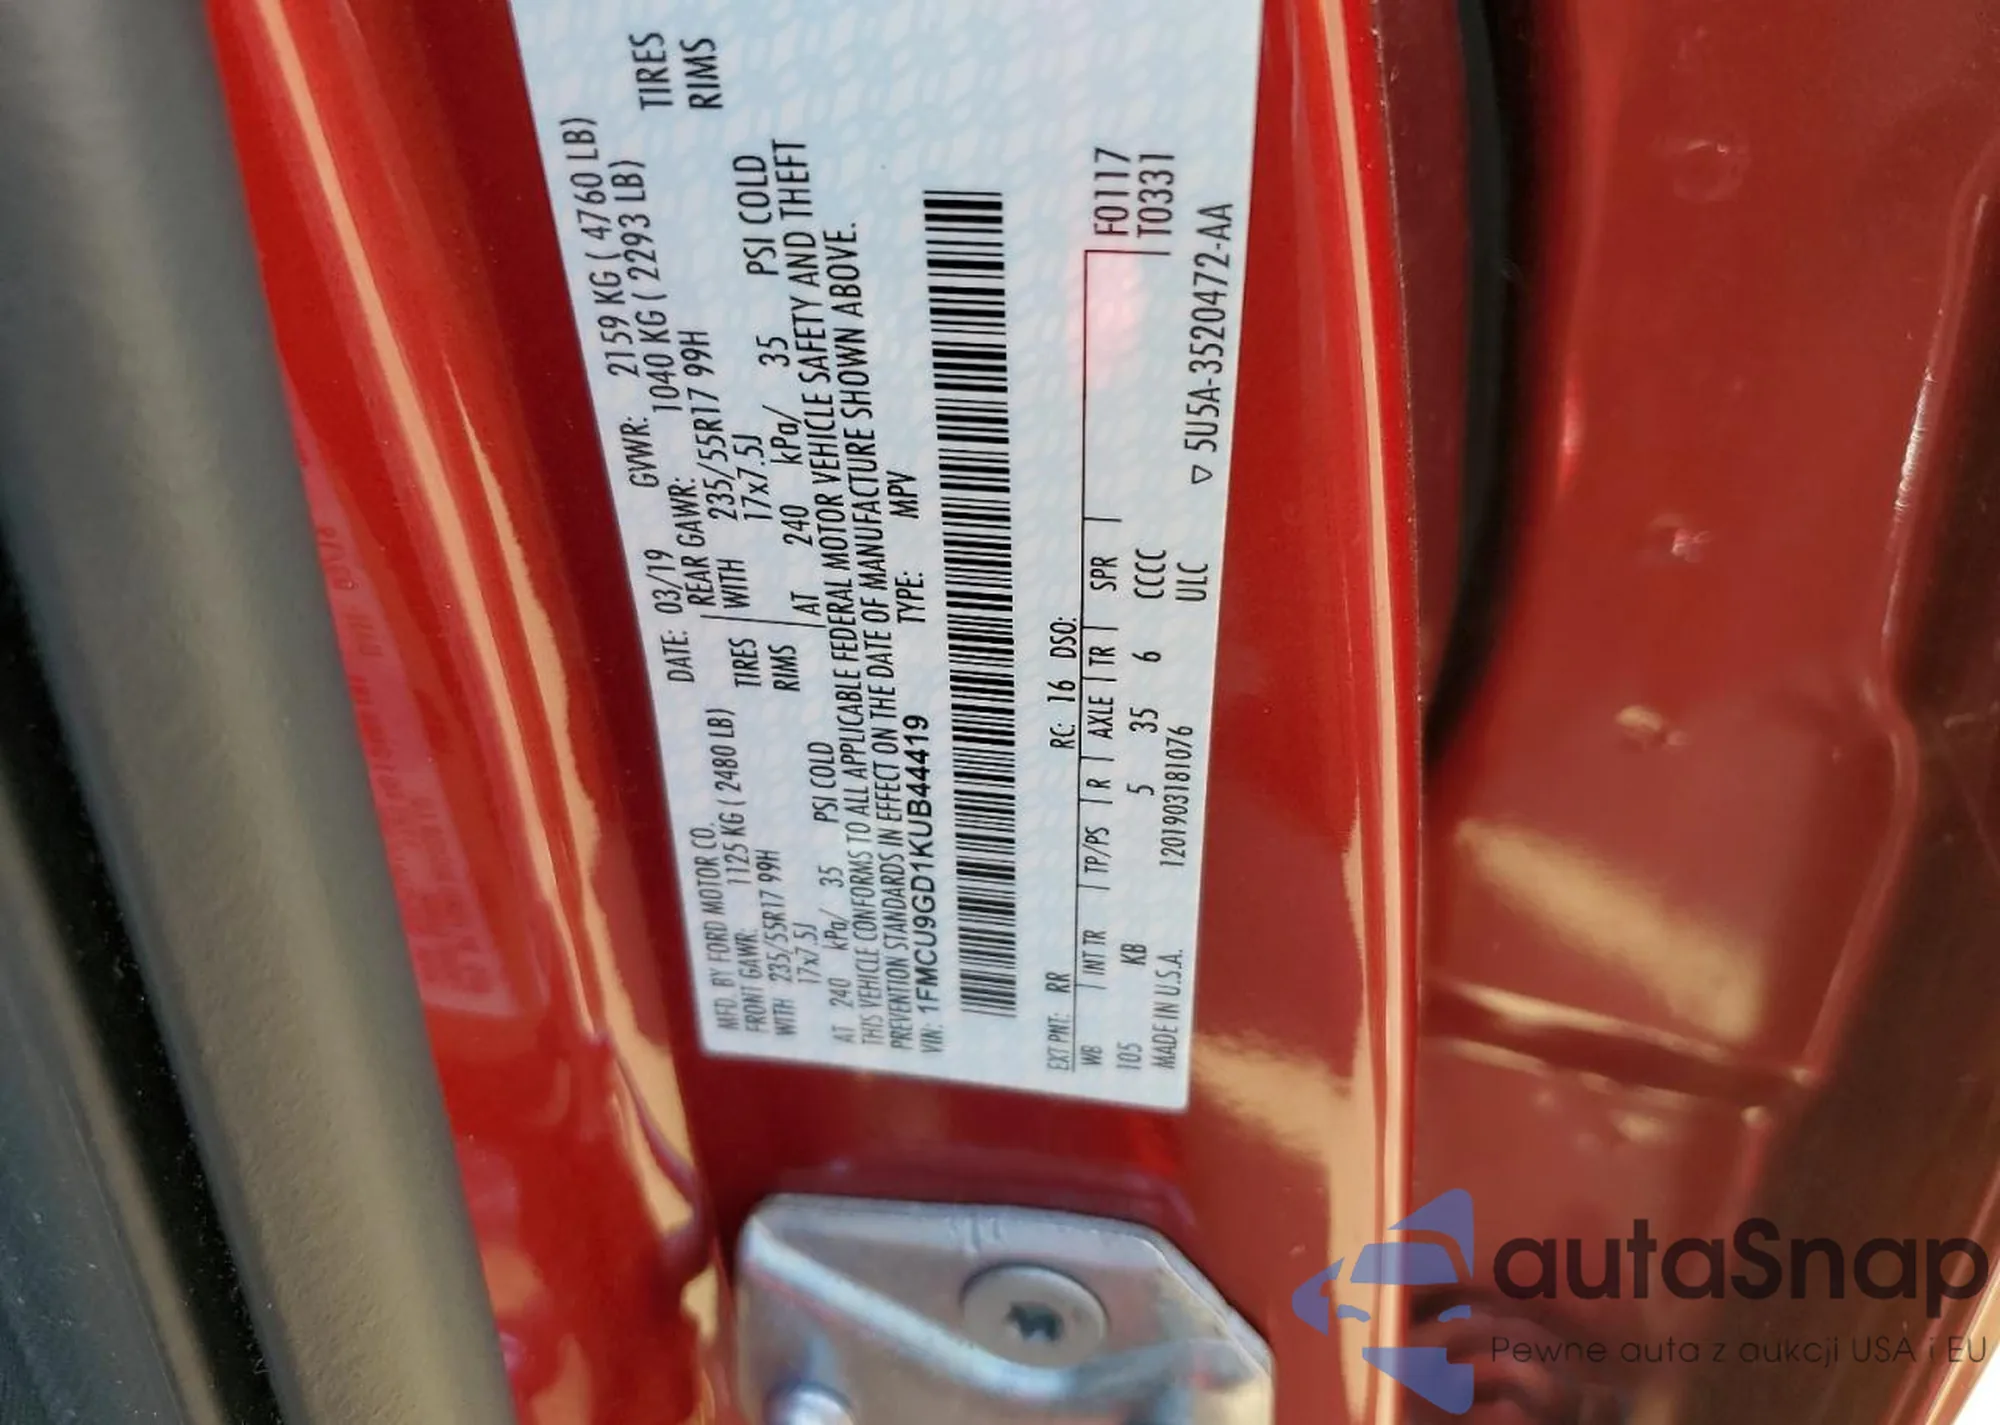 MFD. BY FORD MOTOR CO.
DATE: 03/19 GVWR: 2159 KG ( 4760 LB)
FRONT GAWR: 1125 KG ( 2480 LB)
REAR GAWR: 1040 KG ( 2293 LB)
WITH 235/55R17 99H TIRES
WITH 235/55R17 99H TIRES
17x7.5J RIMS
17x7.5J RIMS
AT 240 kPa/ 35 PSI COLD
AT 240 kPa/ 35 PSI COLD
THIS VEHICLE CONFORMS TO ALL APPLICABLE FEDERAL MOTOR VEHICLE SAFETY AND THEFT
PREVENTION STANDARDS IN EFFECT ON THE DATE OF MANUFACTURE SHOWN ABOVE.
VIN: 1FMCU9GD1KUB44419 TYPE: MPV
EXT PNT: RR RC: 16 DSO:
WB INT TR TP/PS R AXLE TR SPR F0117
105 KB 5 35 6 CCCC T0331
MADE IN U.S.A. 1201903181076 ULC
▽ 5U5A-3520472-AA
autaSnap
Pewne auta z aukcji USA i EU